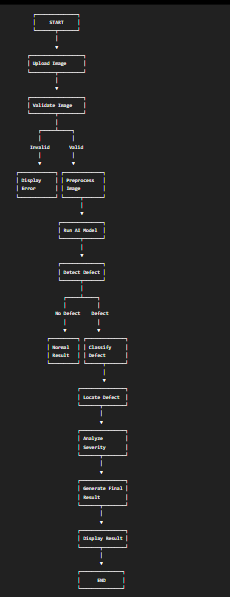 START
Upload Image
Validate Image
Invalid Valid
Display Preprocess
Error Image
Run AI Model
Detect Defect
No Defect Defect
Normal Classify
Result Defect
Locate Defect
Analyze
Severity
Generate Final
Result
Display Result
END